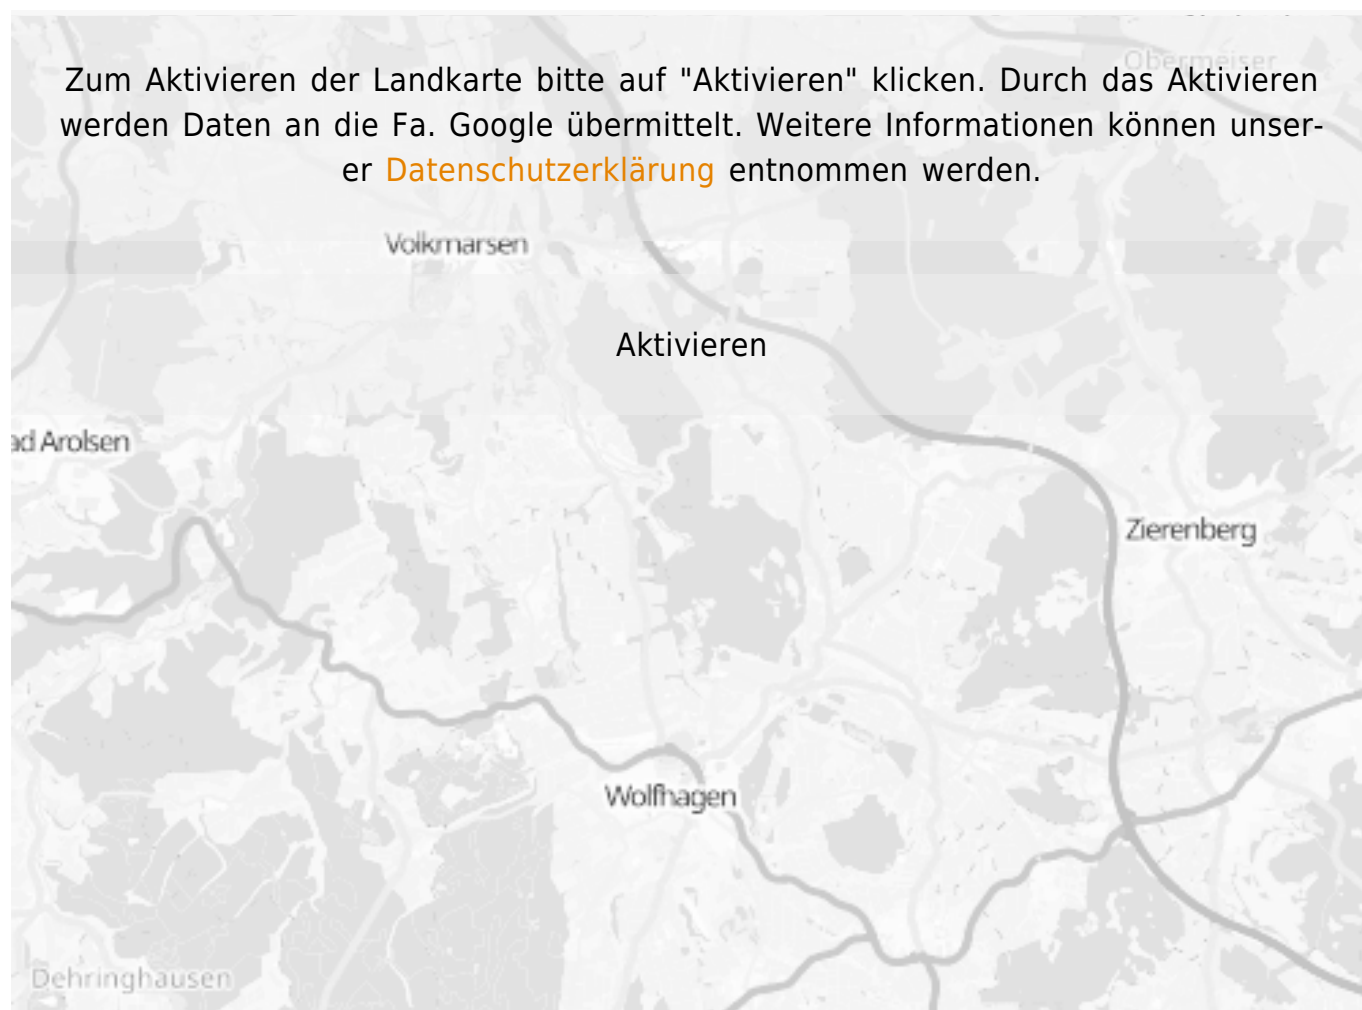 Obermeiser
Zum Aktivieren der Landkarte bitte auf "Aktivieren" klicken. Durch das Aktivieren
werden Daten an die Fa. Google übermittelt. Weitere Informationen können unser-
er Datenschutzerklärung entnommen werden.
Volkmarsen
Aktivieren
ad Arolsen
Zierenberg
Wolfhagen
Dehringhausen